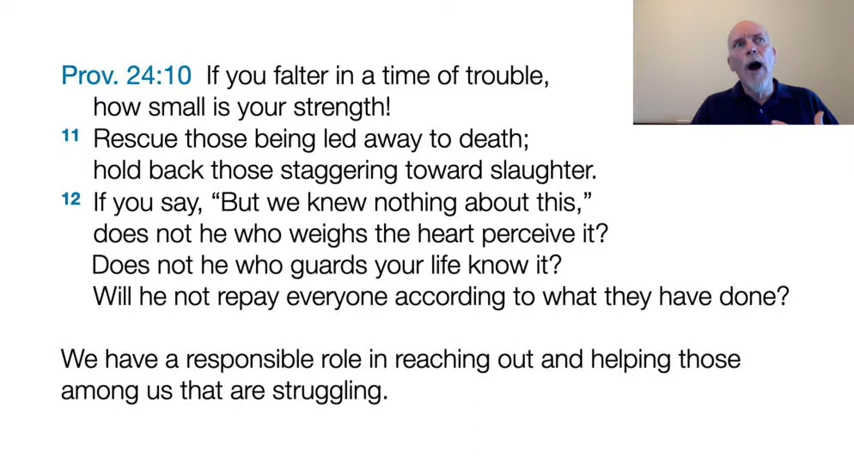 Prov. 24:10 If you falter in a time of trouble,
how small is your strength!
11 Rescue those being led away to death;
hold back those staggering toward slaughter.
12 If you say, “But we knew nothing about this,”
does not he who weighs the heart perceive it?
Does not he who guards your life know it?
Will he not repay everyone according to what they have done?
We have a responsible role in reaching out and helping those
among us that are struggling.